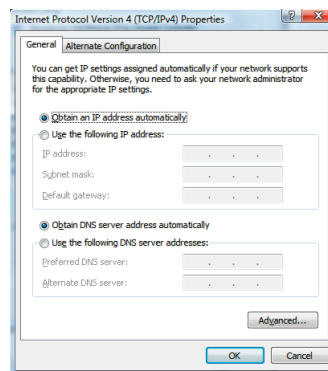 Internet Protocol Version 4 (TCP/IPv4) Properties
General Alternate Configuration
You can get IP settings assigned automatically if your network supports
this capability. Otherwise, you need to ask your network administrator
for the appropriate IP settings.
Obtain an IP address automatically
Use the following IP address:
IP address:
Subnet mask:
Default gateway:
Obtain DNS server address automatically
Use the following DNS server addresses:
Preferred DNS server:
Alternate DNS server:
Advanced...
OK Cancel